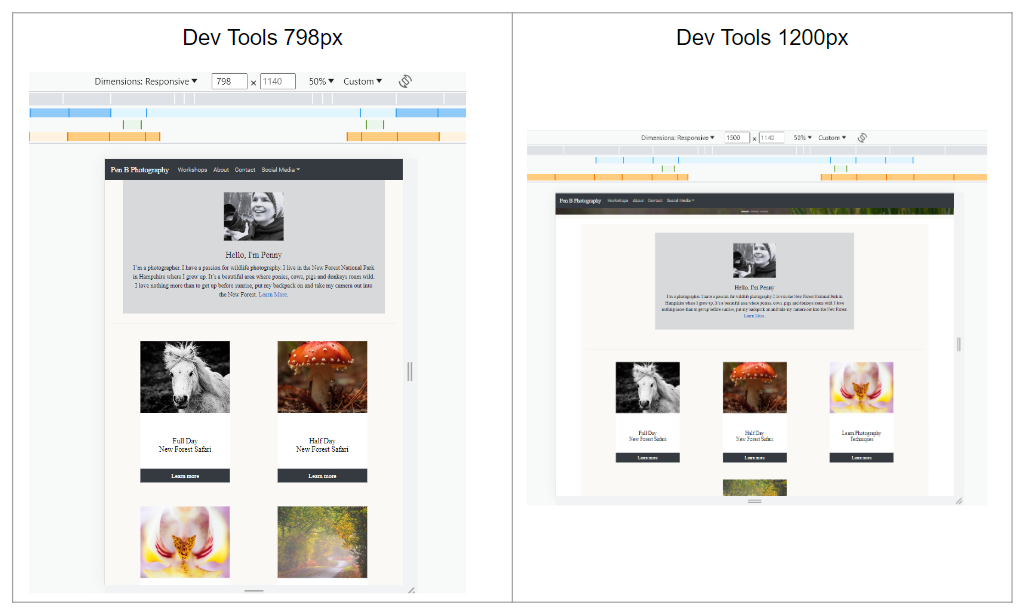 Dev Tools 798px
Dimensions: Responsive ▼ 798 x 1140 50% ▼ Custom ▼
Pen B Photography Workshops About Contact Social Media
Hello, I'm Penny
I'm a photographer. I have a passion for wildlife photography. I live in the New Forest National Park
in Hampshire where I grew up. It's a beautiful area where ponies, cows, pigs and donkeys roam wild.
I love nothing more than to get up before sunrise, put my backpack on and take my camera out into
the New Forest. Learn More.
Full Day
New Forest Safari
Learn more
Half Day
New Forest Safari
Learn more
Dev Tools 1200px
Dimensions: Responsive ▼ 1500 x 1140 50% ▼ Custom ▼
Pen B Photography Workshops About Contact Social Media
Hello, I'm Penny
I'm a photographer. I have a passion for wildlife photography. I live in the New Forest National Park in
Hampshire where I grew up. It's a beautiful area where ponies, cows, pigs and donkeys roam wild. I love
nothing more than to get up before sunrise, put my backpack on and take my camera out into the New Forest.
Learn More.
Full Day
New Forest Safari
Learn more
Half Day
New Forest Safari
Learn more
Learn Photography
Techniques
Learn more